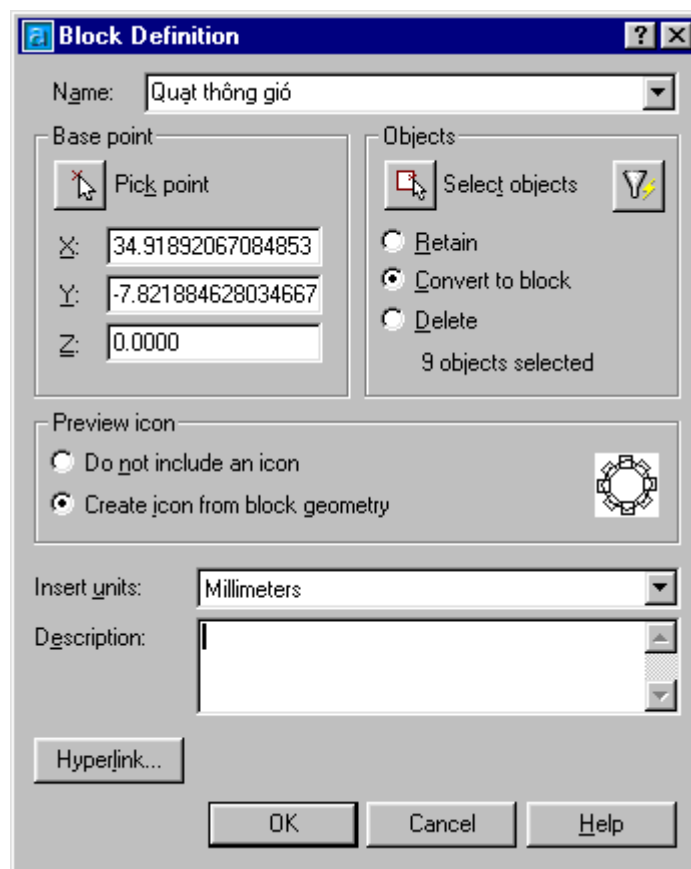 Block Definition
Name: Quạt thông gió
Base point
Pick point
X: 34.91892067084853
Y: -7.821884628034667
Z: 0.0000
Objects
Select objects
Retain
Convert to block
Delete
9 objects selected
Preview icon
Do not include an icon
Create icon from block geometry
Insert units: Millimeters
Description:
Hyperlink...
OK Cancel Help